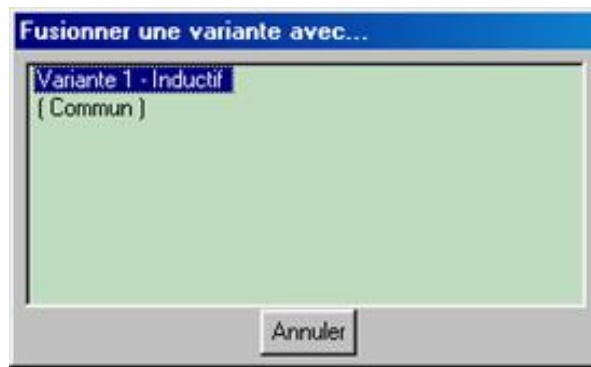 Fusionner une variante avec...
Variante 1 - Inductif
( Commun )
Annuler